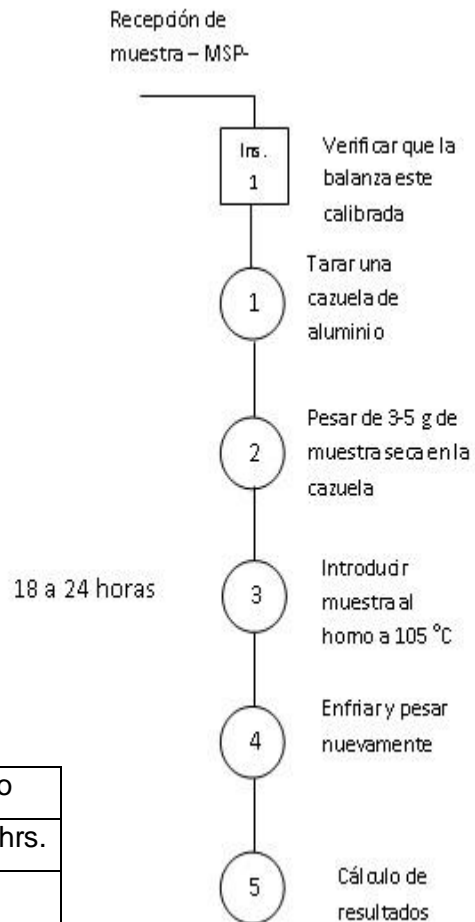 Recepción de
muestra – MSP-
Ins.
1
Verificar que la
balanza este
calibrada
1
Tarar una
cazuela de
aluminio
2
Pesar de 3-5 g de
muestra seca en la
cazuela
18 a 24 horas
3
Introducir
muestra al
horno a 105 °C
4
Enfriar y pesar
nuevamente
o
hrs.
5
Cálculo de
resultados